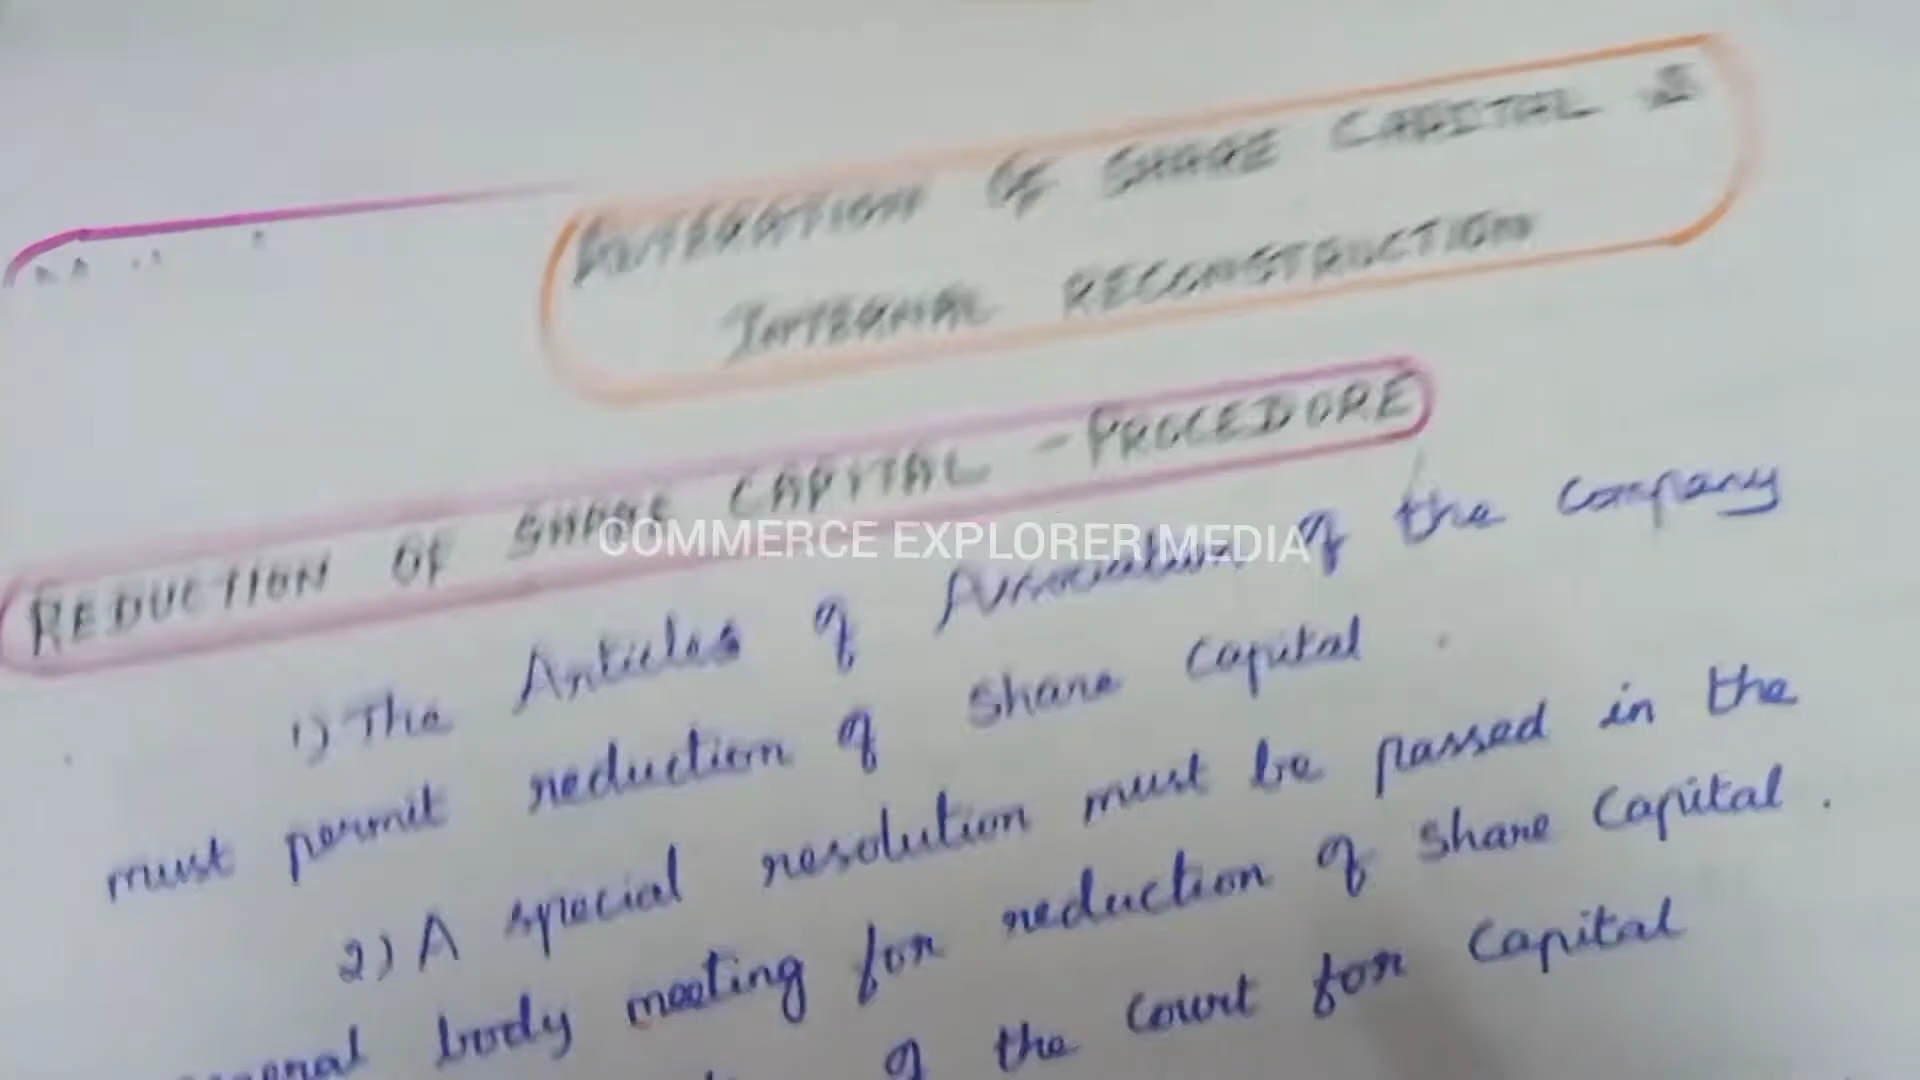 ALTERATION OF SHARE CAPITAL &
INTERNAL RECONSTRUCTION
REDUCTION OF SHARE CAPITAL - PROCEDURE
COMMERCE EXPLORER MEDIA
1) The Articles of Association of the company
must permit reduction of share capital.
2) A special resolution must be passed in the
body meeting for reduction of share Capital.
of the court for Capital